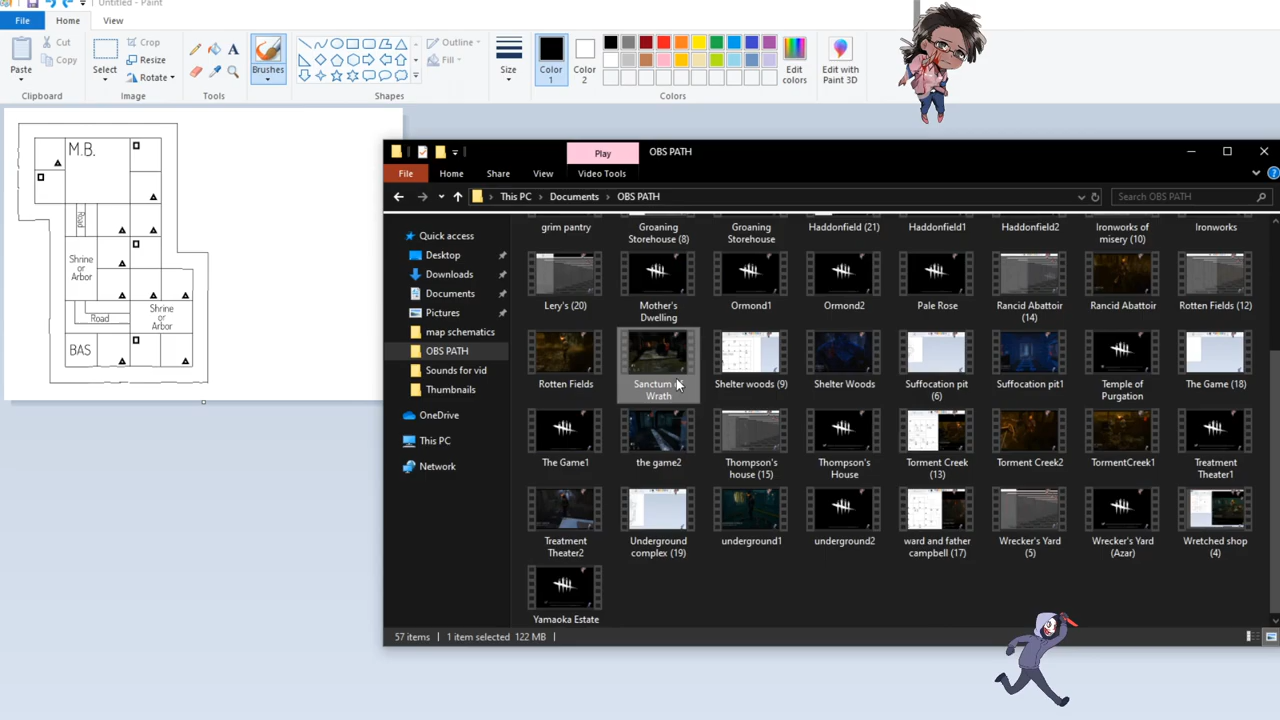 Untitled - Paint
File Home View
Cut
Copy
Paste
Clipboard
Select
Crop
Resize
Rotate
Image
Tools
Brushes
Outline
Fill
Shapes
Size
Color
1
Color
2
Edit
colors
Edit with
Paint 3D
Colors
M.B.
Road
Shrine
or
Arbor
Road
Shrine
or
Arbor
BAS
Play
OBS PATH
File Home Share View Video Tools
This PC > Documents > OBS PATH
Search OBS PATH
Quick access
Desktop
Downloads
Documents
Pictures
map schematics
OBS PATH
Sounds for vid
Thumbnails
OneDrive
This PC
Network
grim pantry
Groaning
Storehouse (8)
Groaning
Storehouse
Haddonfield (21)
Haddonfield1
Haddonfield2
Ironworks of
misery (10)
Ironworks
Lery's (20)
Mother's
Dwelling
Ormond1
Ormond2
Pale Rose
Rancid Abattoir
(14)
Rancid Abattoir
Rotten Fields (12)
Rotten Fields
Sanctum
Wrath
Shelter woods (9)
Shelter Woods
Suffocation pit
(6)
Suffocation pit1
Temple of
Purgation
The Game (18)
The Game1
the game2
Thompson's
house (15)
Thompson's
House
Torment Creek
(13)
Torment Creek2
TormentCreek1
Treatment
Theater1
Treatment
Theater2
Underground
complex (19)
underground1
underground2
ward and father
campbell (17)
Wrecker's Yard
(5)
Wrecker's Yard
(Azar)
Wretched shop
(4)
Yamaoka Estate
57 items 1 item selected 122 MB